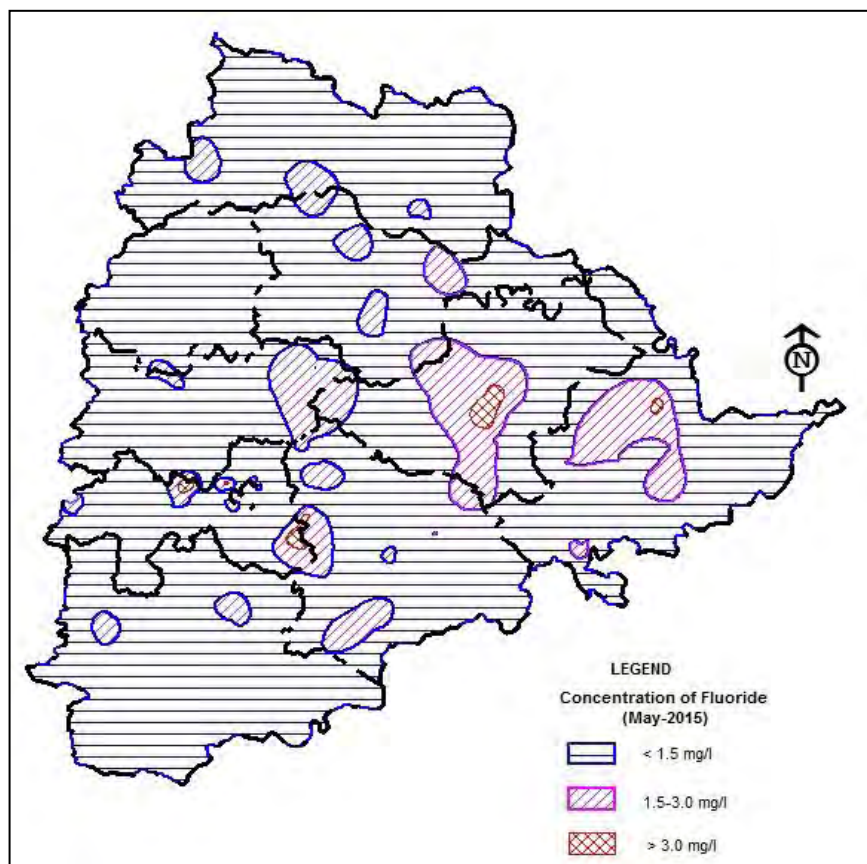 N
LEGEND
Concentration of Fluoride
(May-2015)
< 1.5 mg/l
1.5-3.0 mg/l
> 3.0 mg/l